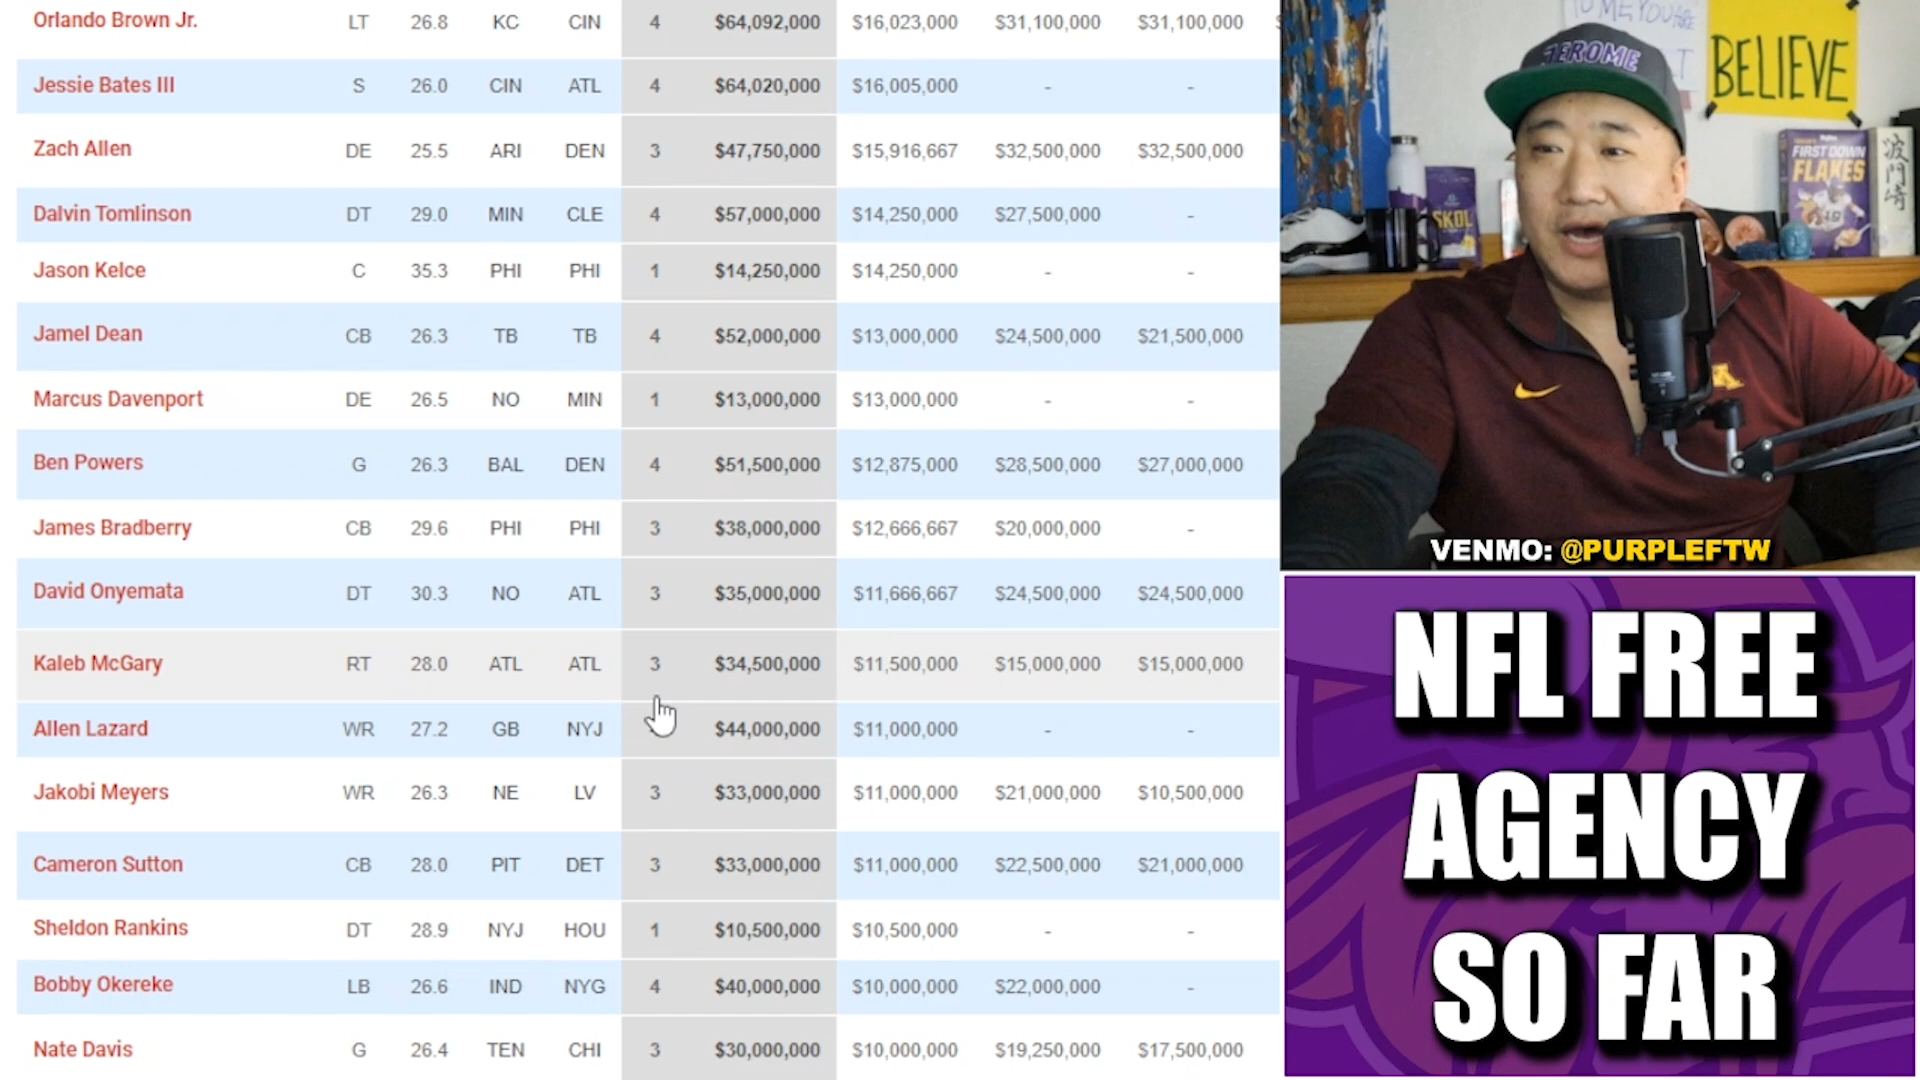 Orlando Brown Jr. LT 26.8 KC CIN 4 $64,092,000 $16,023,000 $31,100,000 $31,100,000
Jessie Bates III S 26.0 CIN ATL 4 $64,020,000 $16,005,000 - -
Zach Allen DE 25.5 ARI DEN 3 $47,750,000 $15,916,667 $32,500,000 $32,500,000
Dalvin Tomlinson DT 29.0 MIN CLE 4 $57,000,000 $14,250,000 $27,500,000 -
Jason Kelce C 35.3 PHI PHI 1 $14,250,000 $14,250,000 - -
Jamel Dean CB 26.3 TB TB 4 $52,000,000 $13,000,000 $24,500,000 $21,500,000
Marcus Davenport DE 26.5 NO MIN 1 $13,000,000 $13,000,000 - -
Ben Powers G 26.3 BAL DEN 4 $51,500,000 $12,875,000 $28,500,000 $27,000,000
James Bradberry CB 29.6 PHI PHI 3 $38,000,000 $12,666,667 $20,000,000 -
David Onyemata DT 30.3 NO ATL 3 $35,000,000 $11,666,667 $24,500,000 $24,500,000
Kaleb McGary RT 28.0 ATL ATL 3 $34,500,000 $11,500,000 $15,000,000 $15,000,000
Allen Lazard WR 27.2 GB NYJ $44,000,000 $11,000,000 - -
Jakobi Meyers WR 26.3 NE LV 3 $33,000,000 $11,000,000 $21,000,000 $10,500,000
Cameron Sutton CB 28.0 PIT DET 3 $33,000,000 $11,000,000 $22,500,000 $21,000,000
Sheldon Rankins DT 28.9 NYJ HOU 1 $10,500,000 $10,500,000 - -
Bobby Okereke LB 26.6 IND NYG 4 $40,000,000 $10,000,000 $22,000,000 -
Nate Davis G 26.4 TEN CHI 3 $30,000,000 $10,000,000 $19,250,000 $17,500,000
TO ME YOU ARE
BELIEVE
JEROME
FIRST DOWN
FLAKES
SKOL
VENMO: @PURPLEFTW
NFL FREE
AGENCY
SO FAR